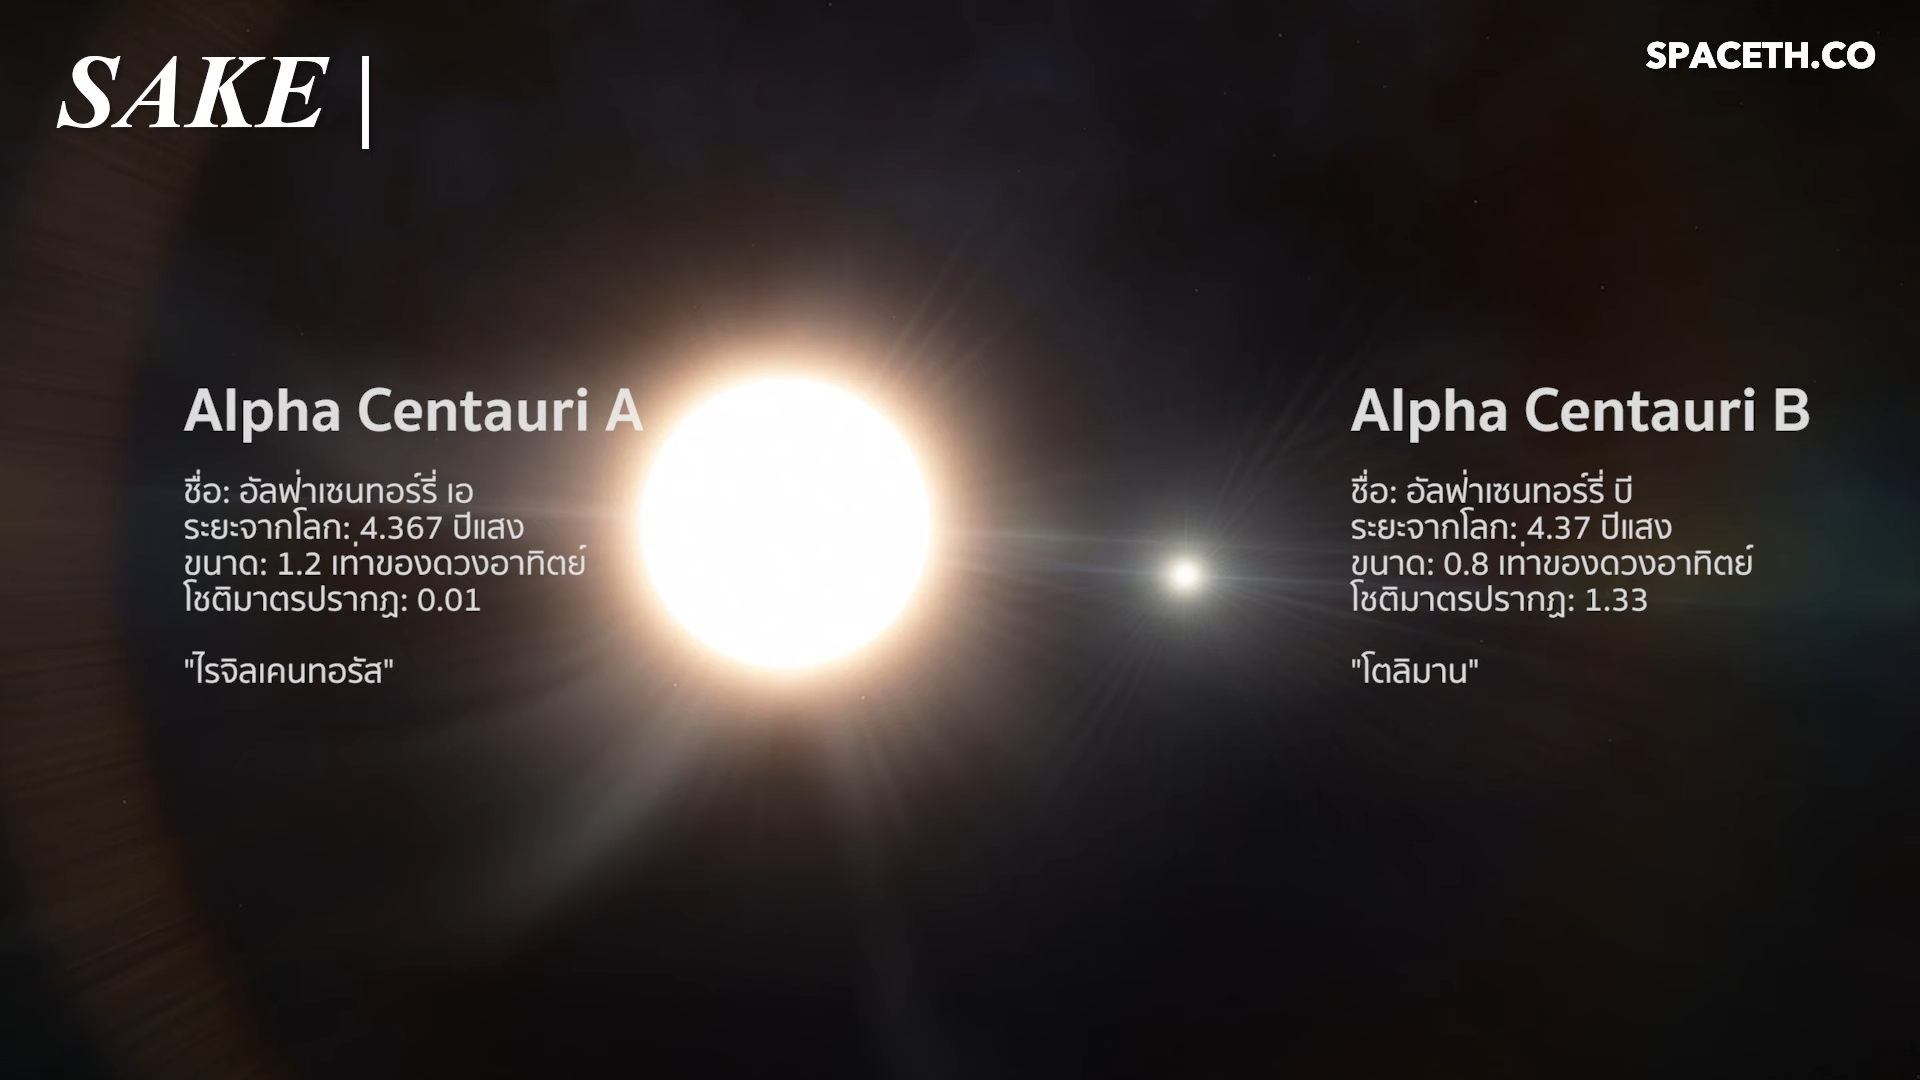 SAKE |
SPACETH.CO
Alpha Centauri A
ชื่อ: อัลฟ่าเซนทอร์รี่ เอ
ระยะจากโลก: 4.367 ปีแสง
ขนาด: 1.2 เท่าของดวงอาทิตย์
โชติมาตรปรากฏ: 0.01
"ไรจิลเคนทอรัส"
Alpha Centauri B
ชื่อ: อัลฟ่าเซนทอร์รี่ บี
ระยะจากโลก: 4.37 ปีแสง
ขนาด: 0.8 เท่าของดวงอาทิตย์
โชติมาตรปรากฏ: 1.33
"โตลิมาน"